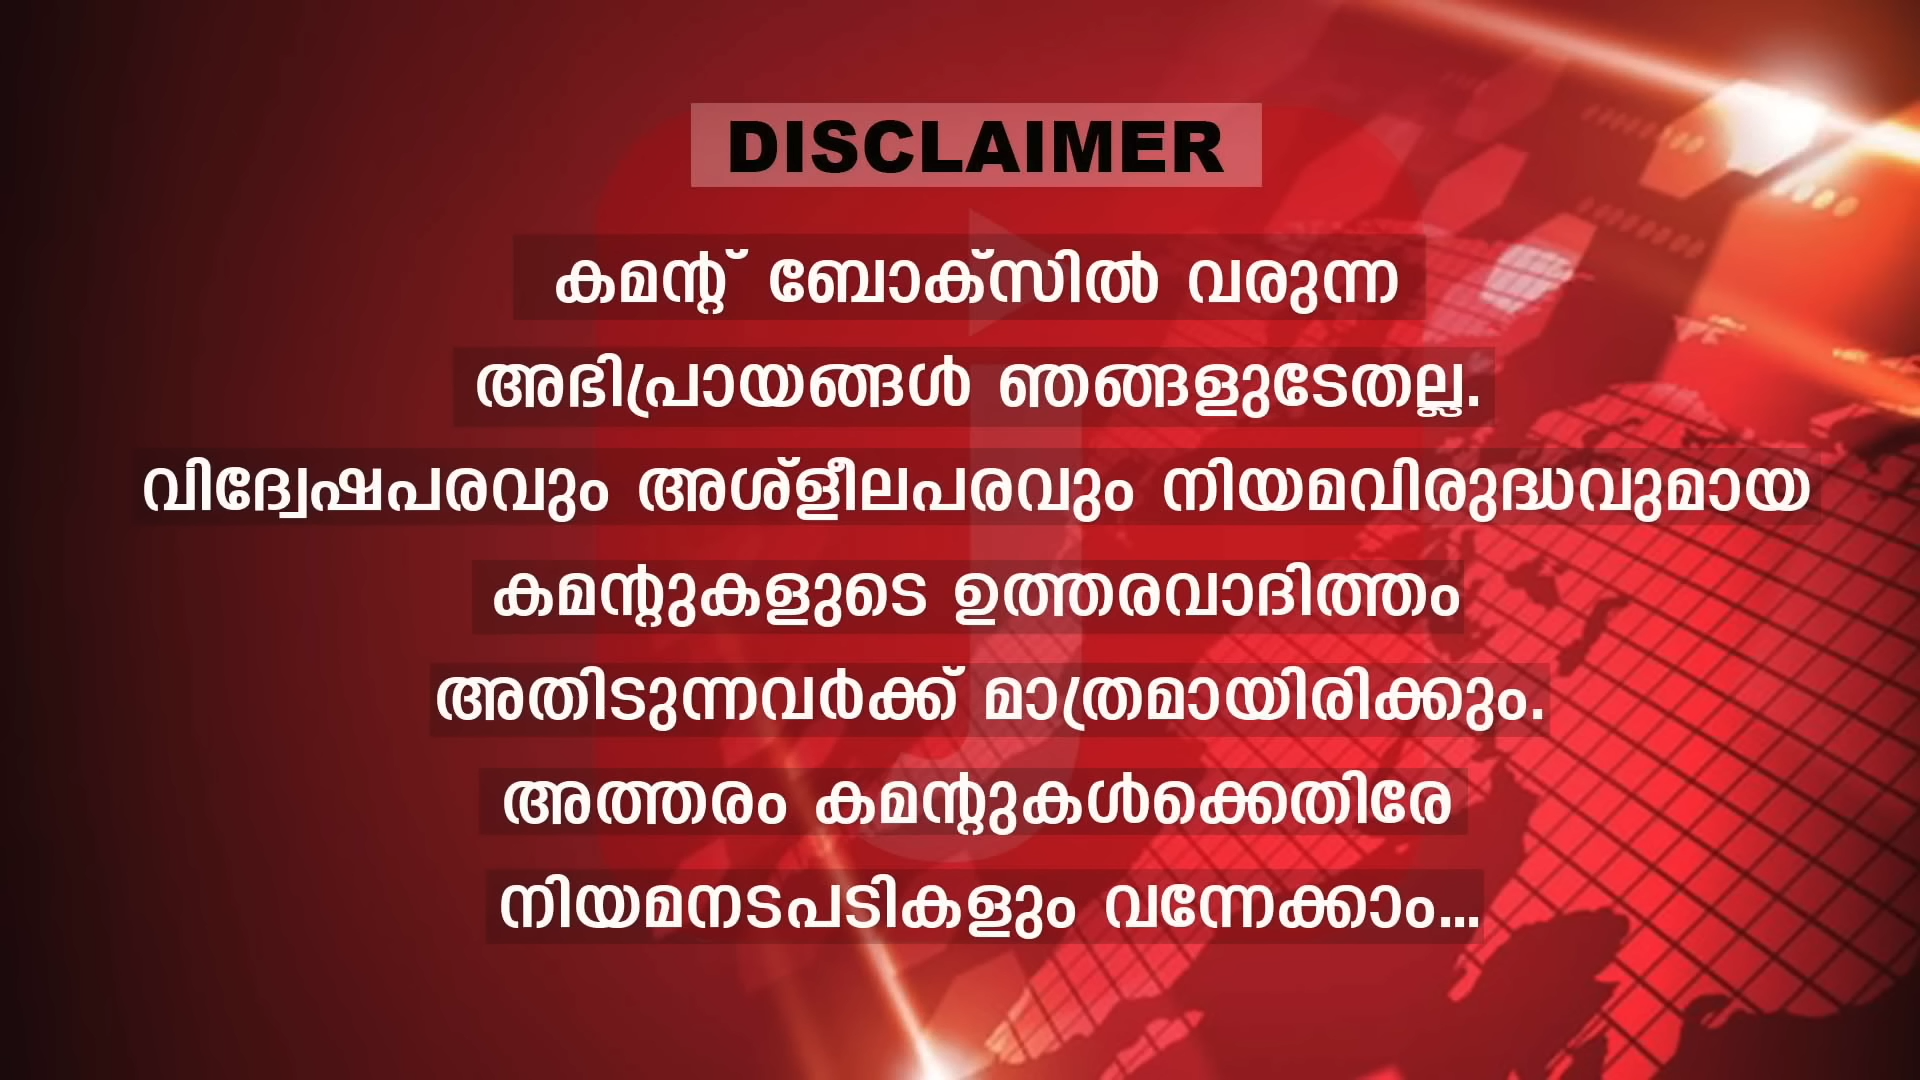 DISCLAIMER
കമന്റ് ബോക്സിൽ വരുന്ന
അഭിപ്രായങ്ങൾ ഞങ്ങളുടേതല്ല.
വിദ്വേഷപരവും അശ്ളീലപരവും നിയമവിരുദ്ധവുമായ
കമന്റുകളുടെ ഉത്തരവാദിത്തം
അതിടുന്നവർക്ക് മാത്രമായിരിക്കും.
അത്തരം കമന്റുകൾക്കെതിരേ
നിയമനടപടികളും വന്നേക്കാം...